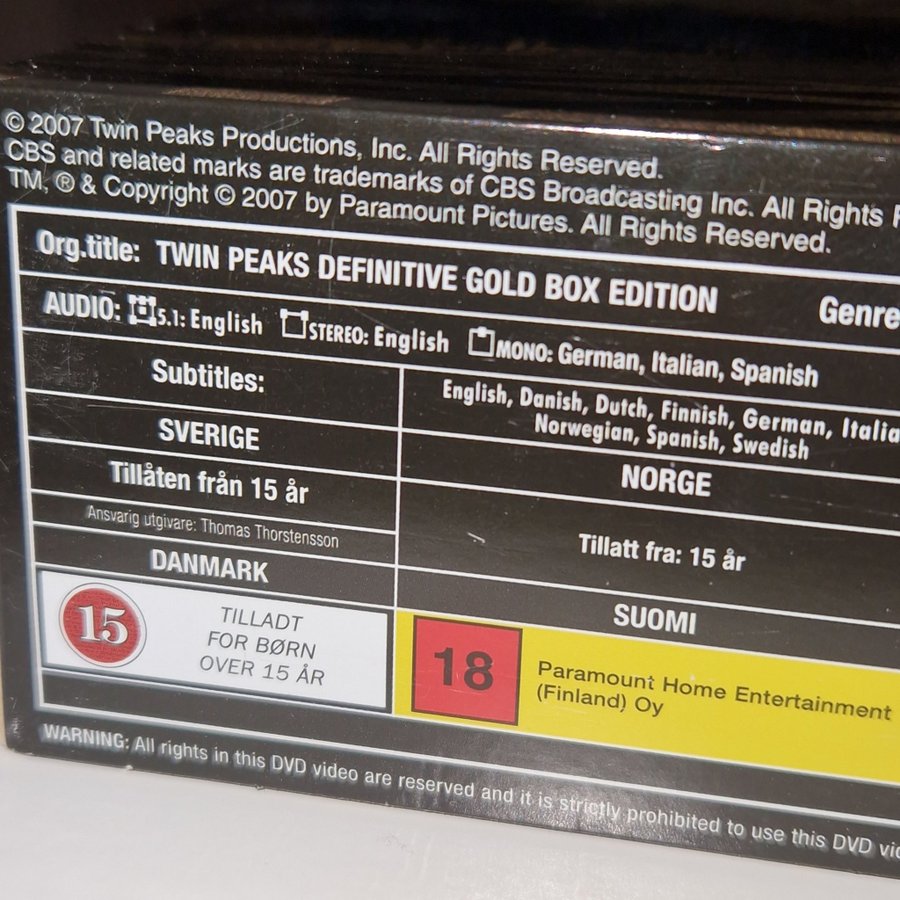 © 2007 Twin Peaks Productions, Inc. All Rights Reserved.
CBS and related marks are trademarks of CBS Broadcasting Inc. All Rights
TM, ® & Copyright © 2007 by Paramount Pictures. All Rights Reserved.
Org.title: TWIN PEAKS DEFINITIVE GOLD BOX EDITION Genre
AUDIO: 5.1: English STEREO: English MONO: German, Italian, Spanish
Subtitles:
English, Danish, Dutch, Finnish, German, Italia
Norwegian, Spanish, Swedish
SVERIGE
Tillåten från 15 år
Ansvarig utgivare: Thomas Thorstensson
NORGE
Tillatt fra: 15 år
DANMARK
15
TILLADT
FOR BØRN
OVER 15 ÅR
SUOMI
18
Paramount Home Entertainment
(Finland) Oy
WARNING: All rights in this DVD video are reserved and it is strictly prohibited to use this DVD